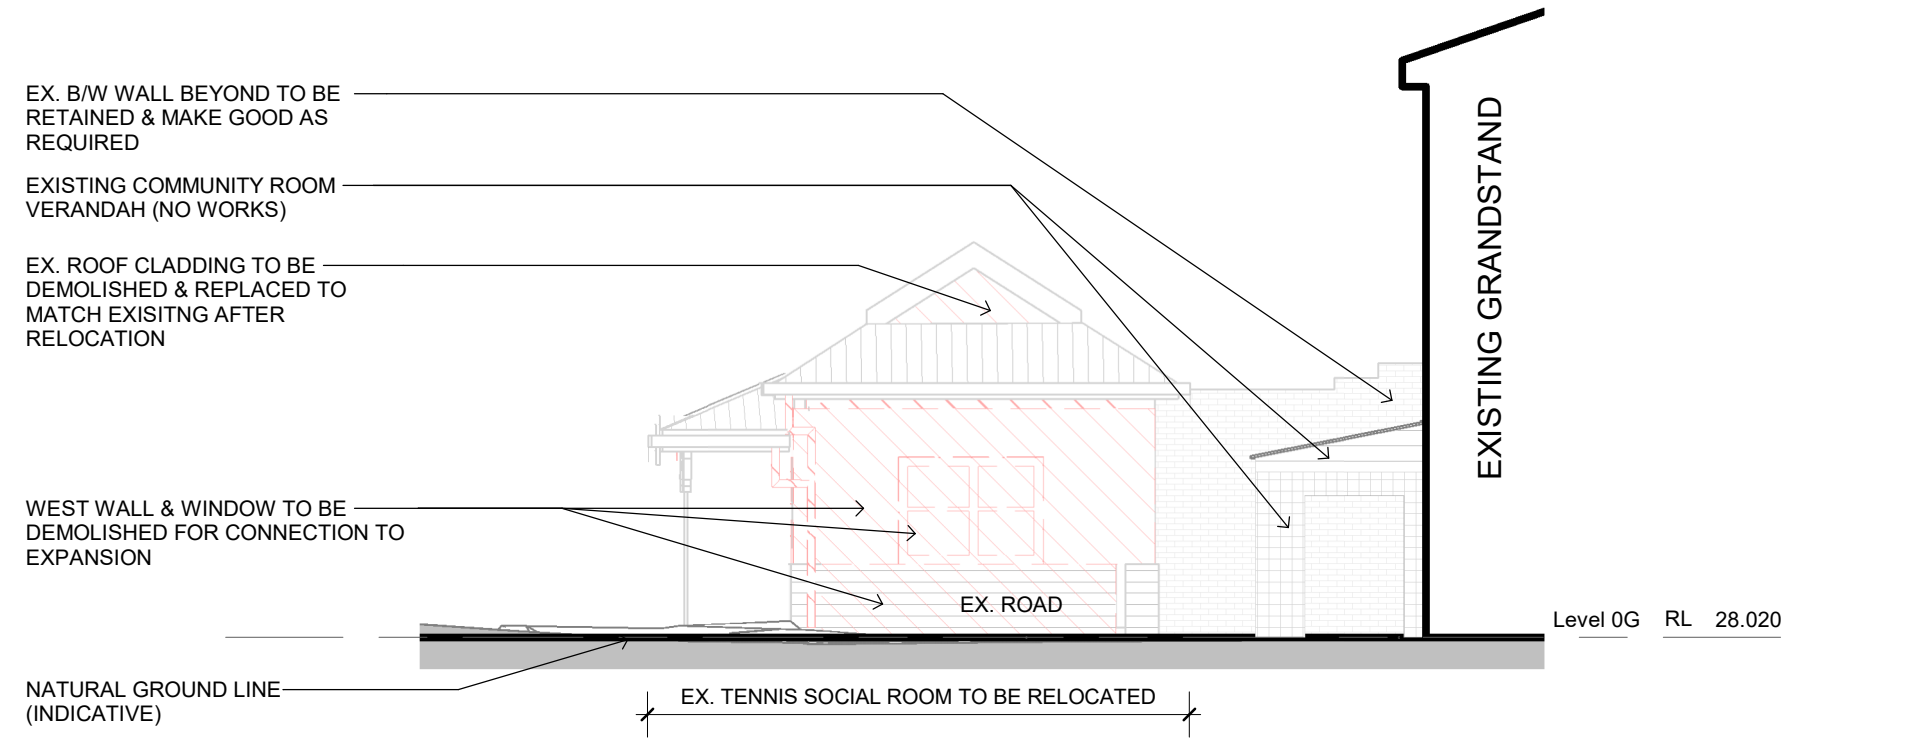 EX. B/W WALL BEYOND TO BE
RETAINED & MAKE GOOD AS
REQUIRED
EXISTING COMMUNITY ROOM
VERANDAH (NO WORKS)
EX. ROOF CLADDING TO BE
DEMOLISHED & REPLACED TO
MATCH EXISITNG AFTER
RELOCATION
WEST WALL & WINDOW TO BE
DEMOLISHED FOR CONNECTION TO
EXPANSION
NATURAL GROUND LINE
(INDICATIVE)
EX. ROAD
EX. TENNIS SOCIAL ROOM TO BE RELOCATED
EXISTING GRANDSTAND
Level 0G RL 28.020